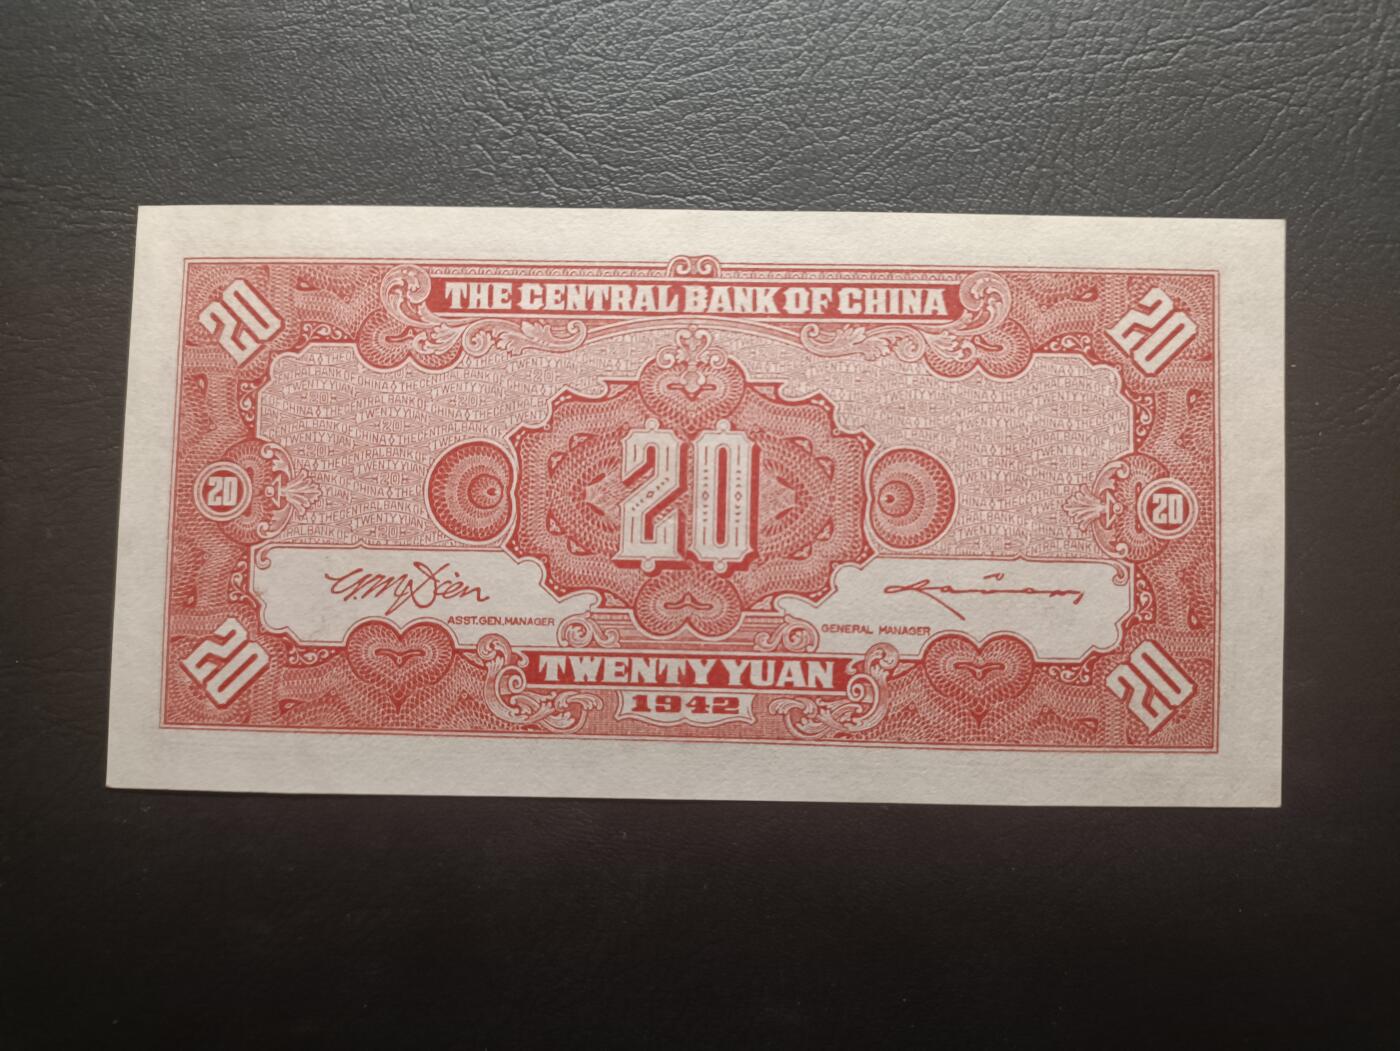 THE CENTRAL BANK OF CHINA
20
20
20
20
20
ASST. GEN. MANAGER
GENERAL MANAGER
20
TWENTY YUAN
20
1942